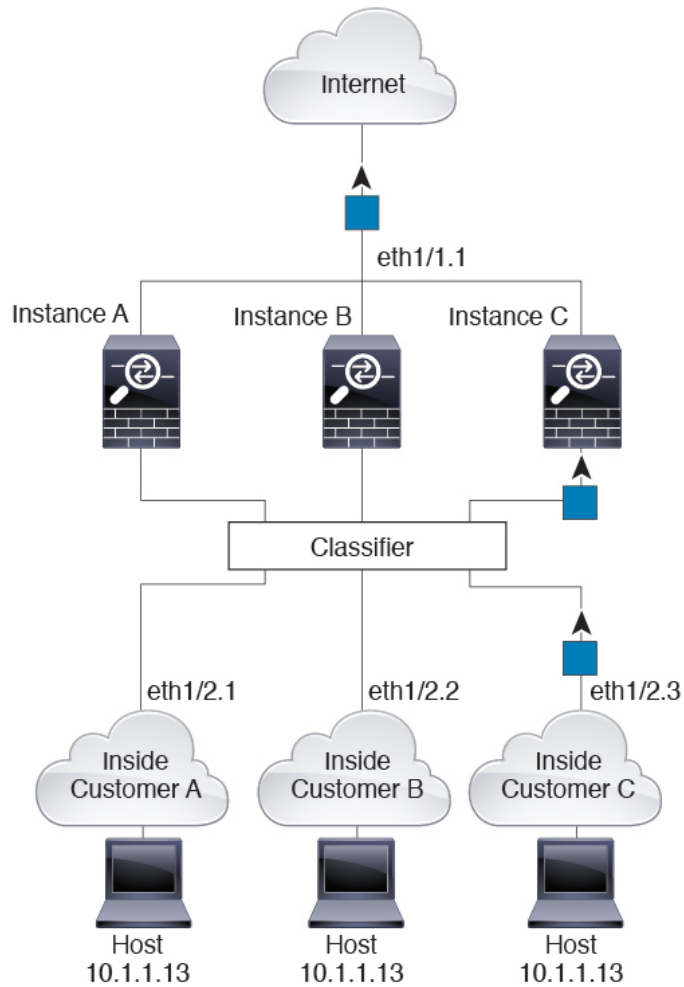 Internet
eth1/1.1
Instance A
Instance B
Instance C
Classifier
eth1/2.1
eth1/2.2
eth1/2.3
Inside
Customer A
Inside
Customer B
Inside
Customer C
Host
10.1.1.13
Host
10.1.1.13
Host
10.1.1.13